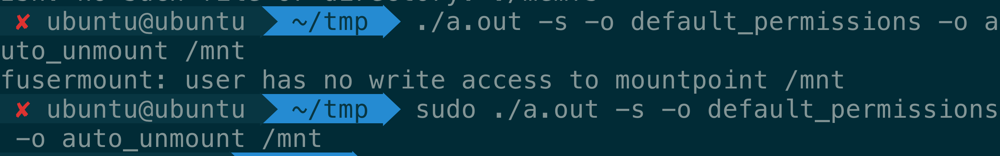 ✘ ubuntu@ubuntu ~/tmp ./a.out -s -o default_permissions -o a
uto_unmount /mnt
fusermount: user has no write access to mountpoint /mnt
✘ ubuntu@ubuntu ~/tmp sudo ./a.out -s -o default_permissions
-o auto_unmount /mnt